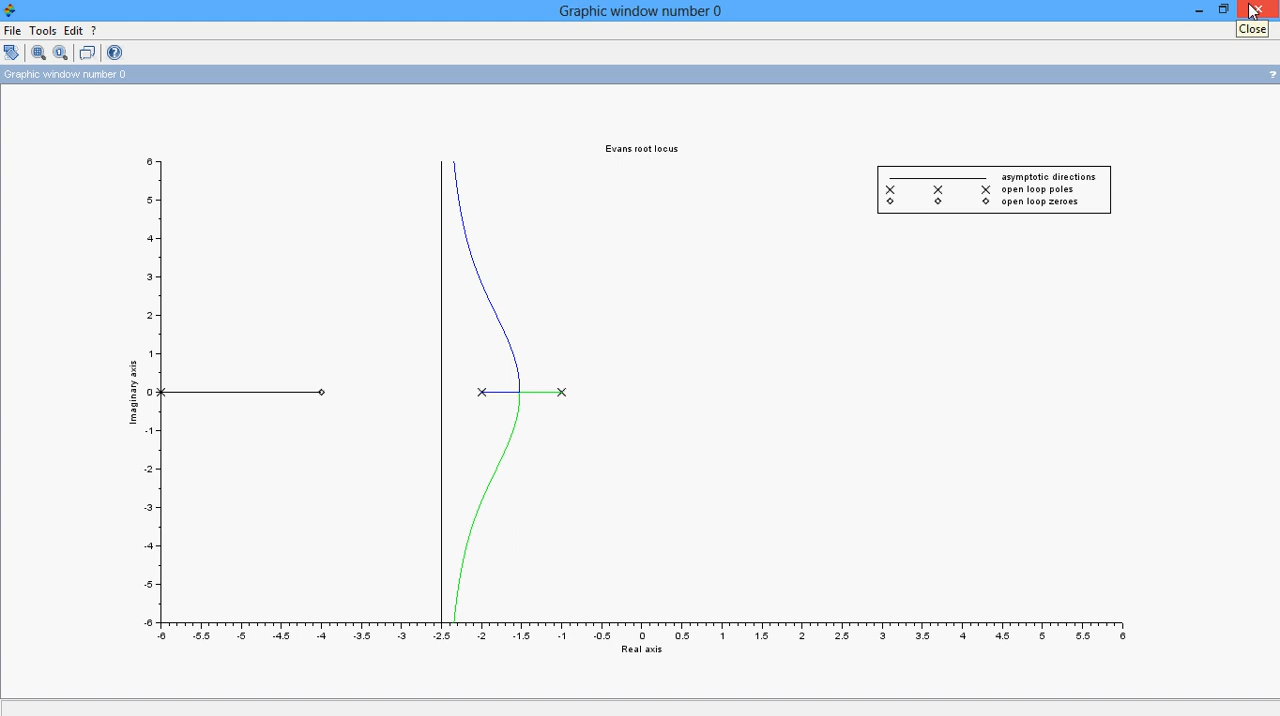 Graphic window number 0
File Tools Edit ?
Close
Graphic window number 0 ?
Evans root locus
asymptotic directions
open loop poles
open loop zeroes
6
5
4
3
2
1
0
-1
-2
-3
-4
-5
-6
Imaginary axis
-6 -5.5 -5 -4.5 -4 -3.5 -3 -2.5 -2 -1.5 -1 -0.5 0 0.5 1 1.5 2 2.5 3 3.5 4 4.5 5 5.5 6
Real axis